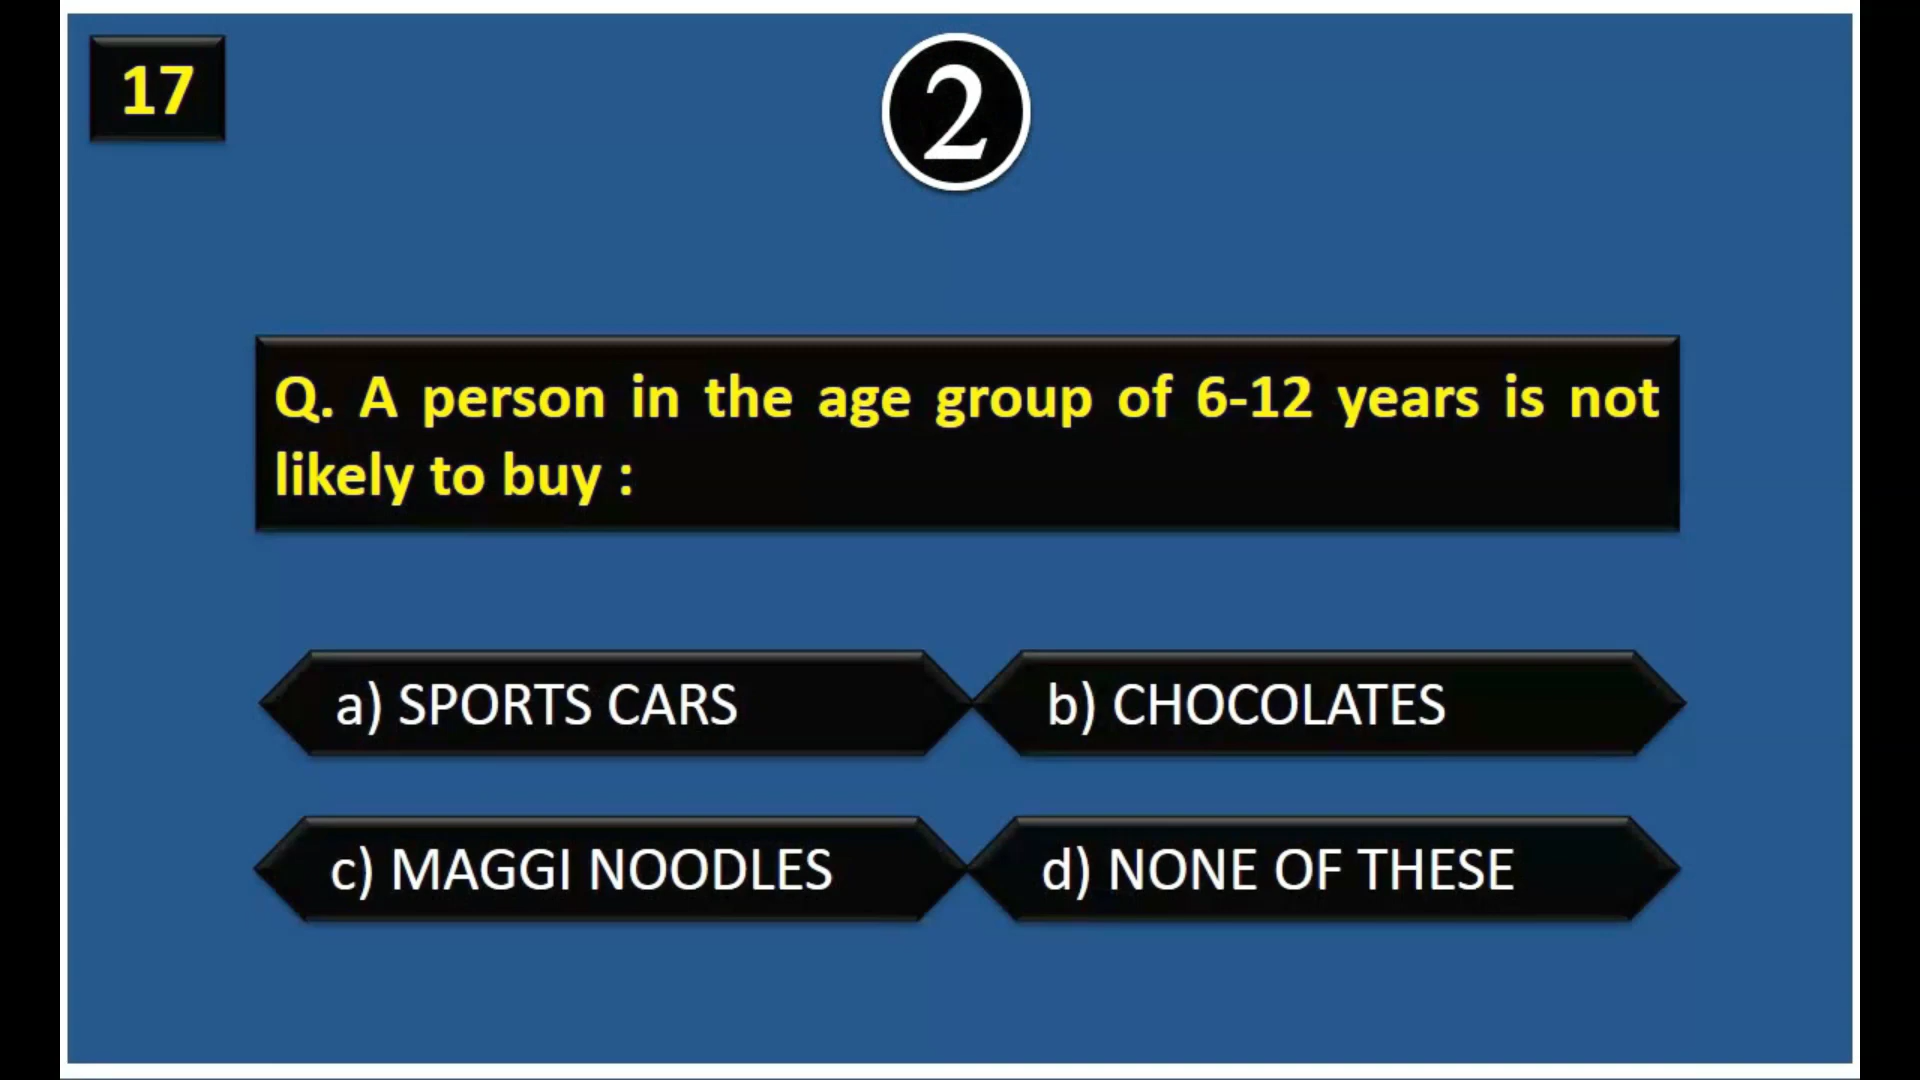 17
2
Q. A person in the age group of 6-12 years is not
likely to buy :
a) SPORTS CARS
b) CHOCOLATES
c) MAGGI NOODLES
d) NONE OF THESE